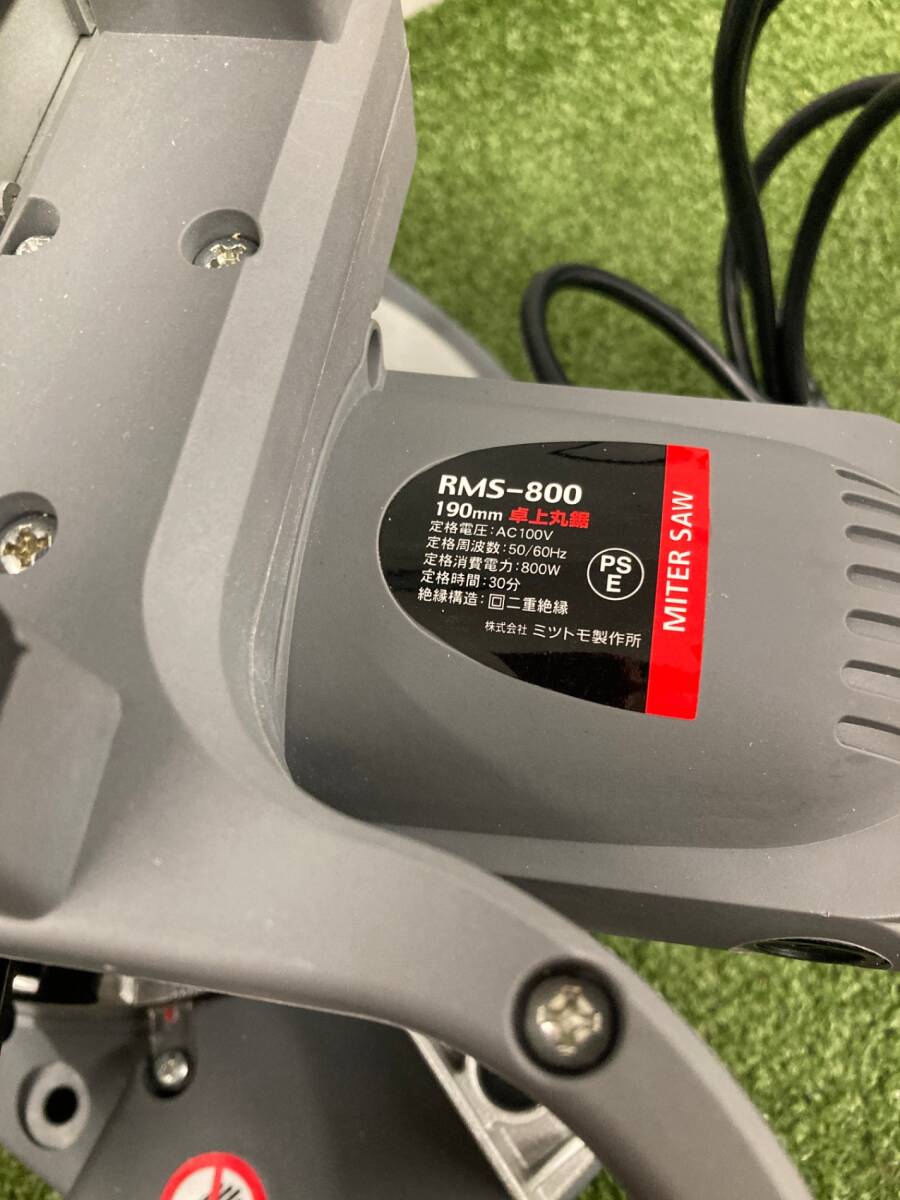 RMS-800
190mm 卓上丸鋸
定格電圧:AC100V
定格周波数:50/60Hz
定格消費電力:800W
定格時間:30分
絶縁構造:回二重絶縁
株式会社 ミツトモ製作所
PS
E
MITER SAW